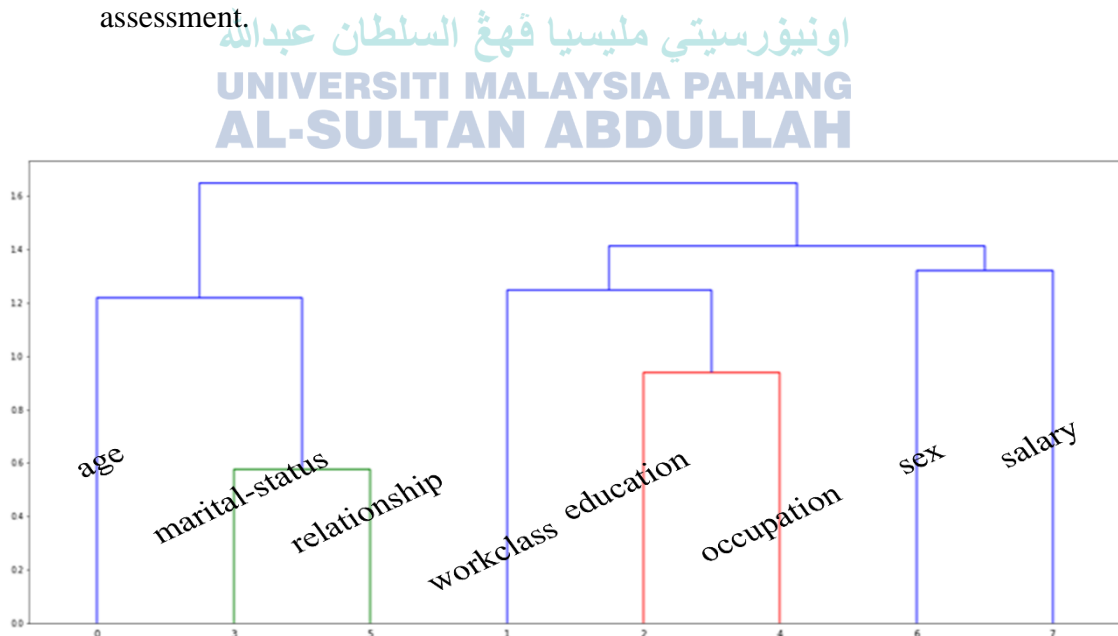 assessment.
اونيۏرسيتي مليسيا ڤهڠ السلطان عبدالله
UNIVERSITI MALAYSIA PAHANG
AL-SULTAN ABDULLAH
1.6
1.4
1.2
1.0
0.8
0.6
0.4
0.2
0.0
age
marital-status
relationship
workclass
education
occupation
sex
salary
0 3 5 1 2 4 6 7